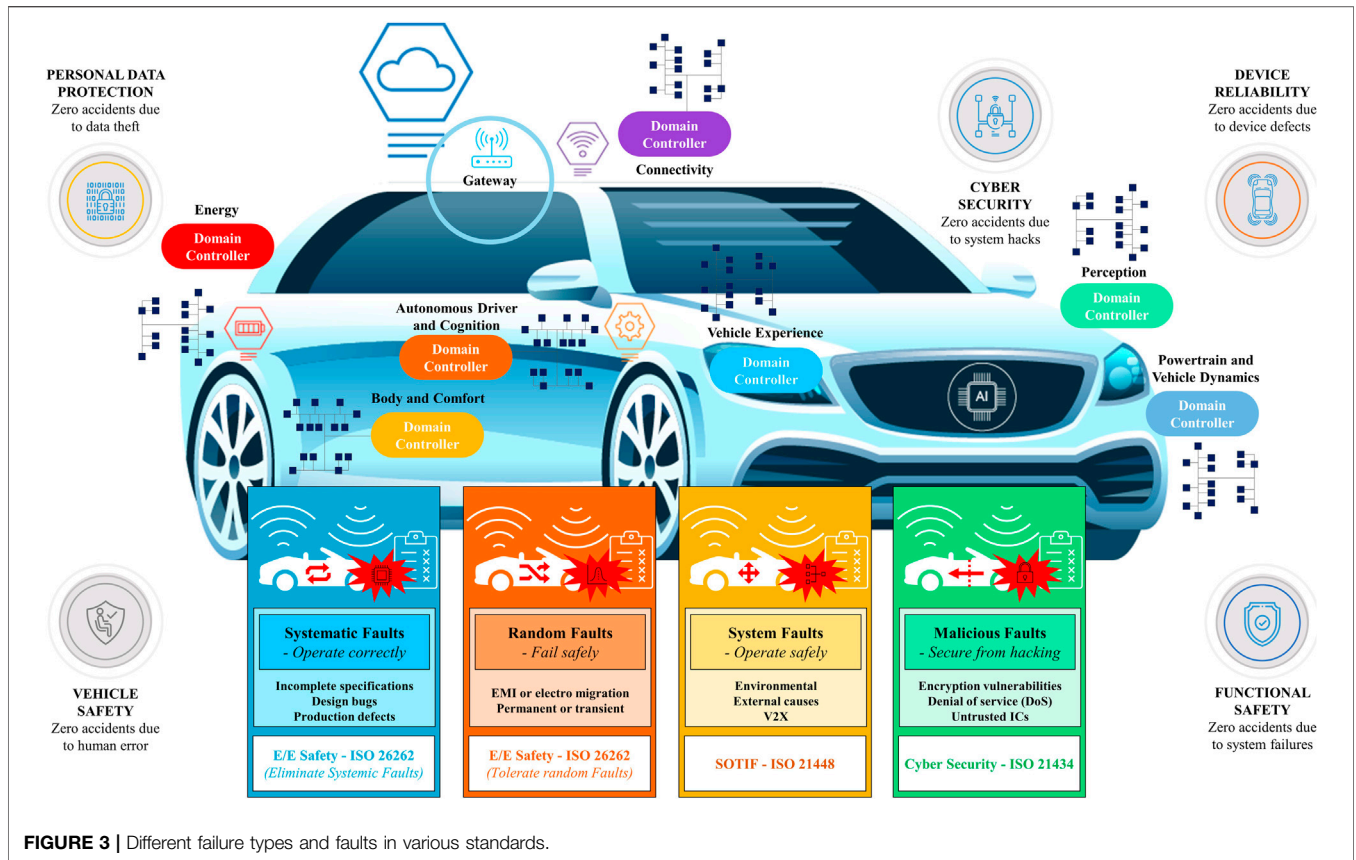 PERSONAL DATA
PROTECTION
Zero accidents due
to data theft
Gateway
Domain
Controller
Connectivity
CYBER
SECURITY
Zero accidents due
to system hacks
DEVICE
RELIABILITY
Zero accidents due
to device defects
Energy
Domain
Controller
Perception
Domain
Controller
Autonomous Driver
and Cognition
Domain
Controller
Vehicle Experience
Domain
Controller
Powertrain and
Vehicle Dynamics
Domain
Controller
AI
Body and Comfort
Domain
Controller
VEHICLE
SAFETY
Zero accidents due
to human error
Systematic Faults
- Operate correctly
Incomplete specifications
Design bugs
Production defects
E/E Safety - ISO 26262
(Eliminate Systemic Faults)
Random Faults
- Fail safely
EMI or electro migration
Permanent or transient
E/E Safety - ISO 26262
(Tolerate random Faults)
System Faults
- Operate safely
Environmental
External causes
V2X
SOTIF - ISO 21448
Malicious Faults
- Secure from hacking
Encryption vulnerabilities
Denial of service (DoS)
Untrusted ICs
Cyber Security - ISO 21434
FUNCTIONAL
SAFETY
Zero accidents due
to system failures
FIGURE 3 | Different failure types and faults in various standards.